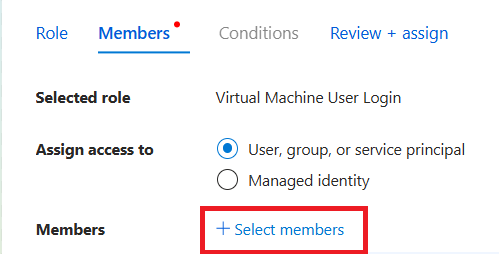 Role Members Conditions Review + assign
Selected role Virtual Machine User Login
Assign access to User, group, or service principal
Managed identity
Members + Select members